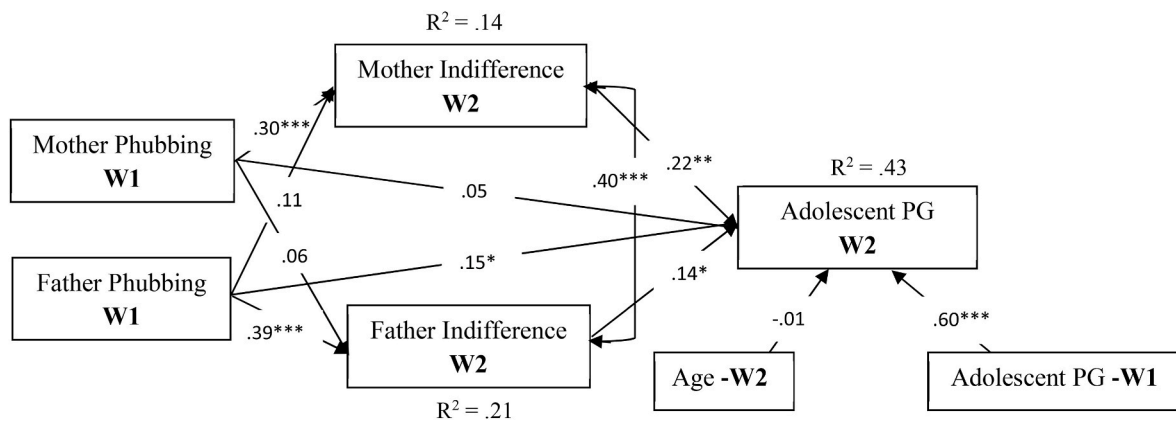 R² = .14
Mother Indifference
W2
Mother Phubbing
W1
.30***
.11
.05
.22**
.40***
R² = .43
Adolescent PG
W2
Father Phubbing
W1
.06
.15*
.14*
.39***
Father Indifference
W2
-.01
.60***
Age -W2
Adolescent PG -W1
R² = .21